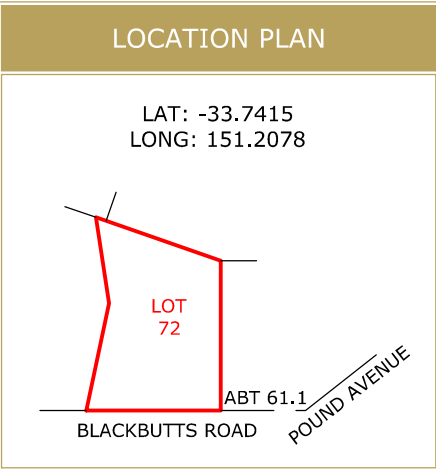 LOCATION PLAN
LAT: -33.7415
LONG: 151.2078
LOT
72
ABT 61.1
BLACKBUTTS ROAD
POUND AVENUE